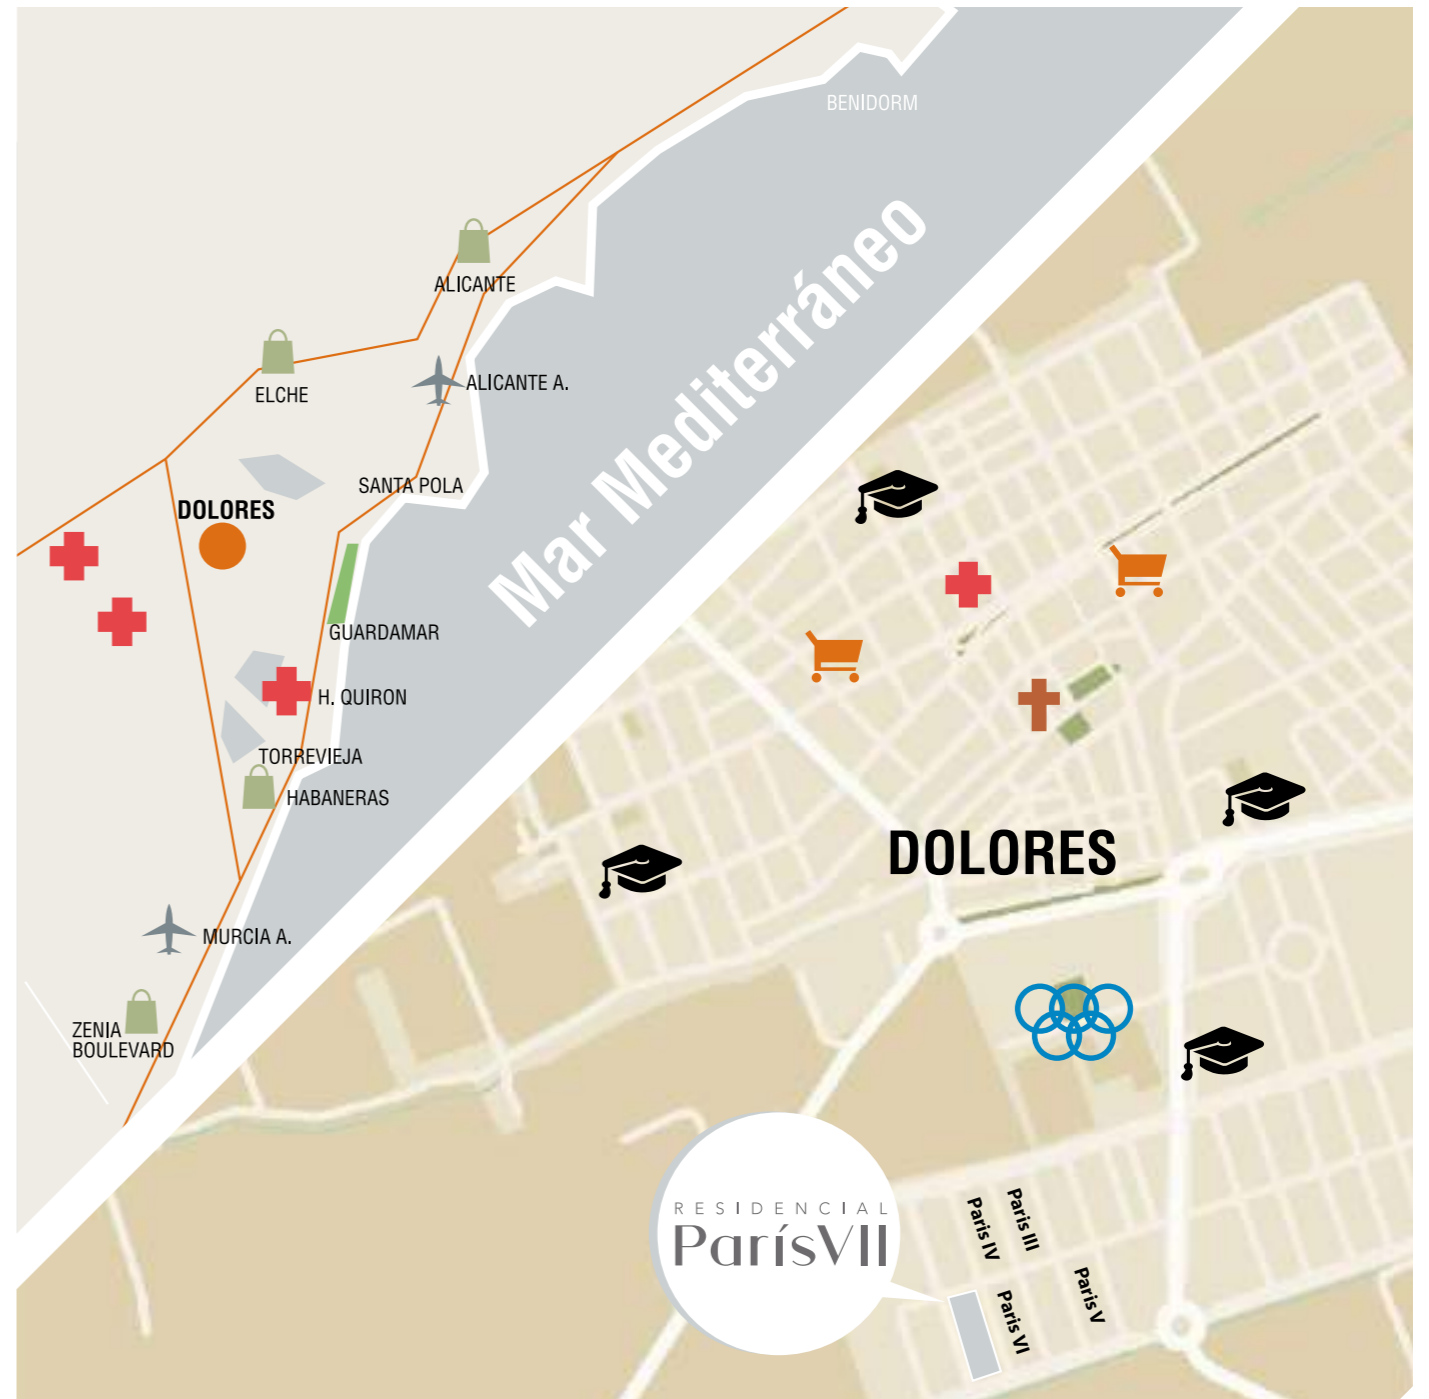 BENIDORM
Mar Mediterráneo
ALICANTE
ELCHE
ALICANTE A.
SANTA POLA
DOLORES
GUARDAMAR
H. QUIRON
TORREVIEJA
HABANERAS
MURCIA A.
ZENIA
BOULEVARD
DOLORES
RESIDENCIAL
ParísVII
Paris IV
Paris III
Paris V
Paris VI